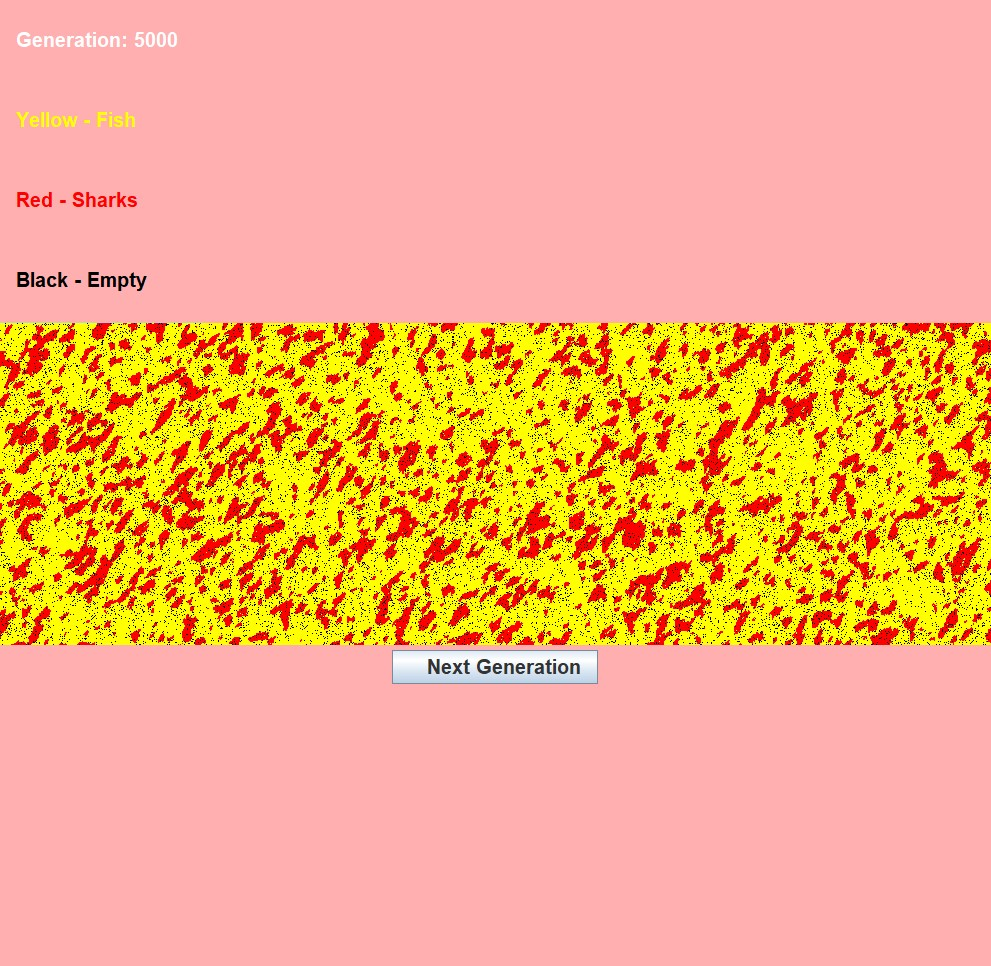 Generation: 5000
Yellow - Fish
Red - Sharks
Black - Empty
Next Generation